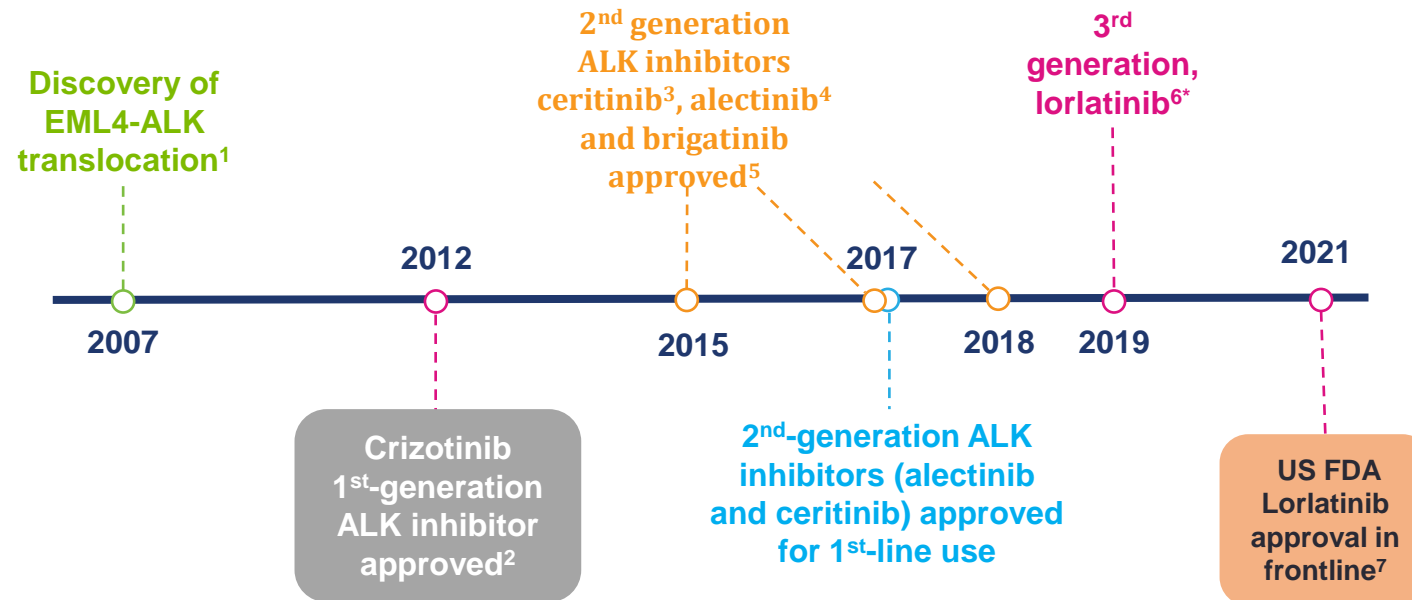 Discovery of
EML4-ALK
translocation¹
2ⁿᵈ generation
ALK inhibitors
ceritinib³, alectinib⁴
and brigatinib
approved⁵
3ʳᵈ
generation,
lorlatinib⁶*
2012
2017
2021
2007
2015
2018
2019
Crizotinib
1ˢᵗ-generation
ALK inhibitor
approved²
2ⁿᵈ-generation ALK
inhibitors (alectinib
and ceritinib) approved
for 1ˢᵗ-line use
US FDA
Lorlatinib
approval in
frontline⁷